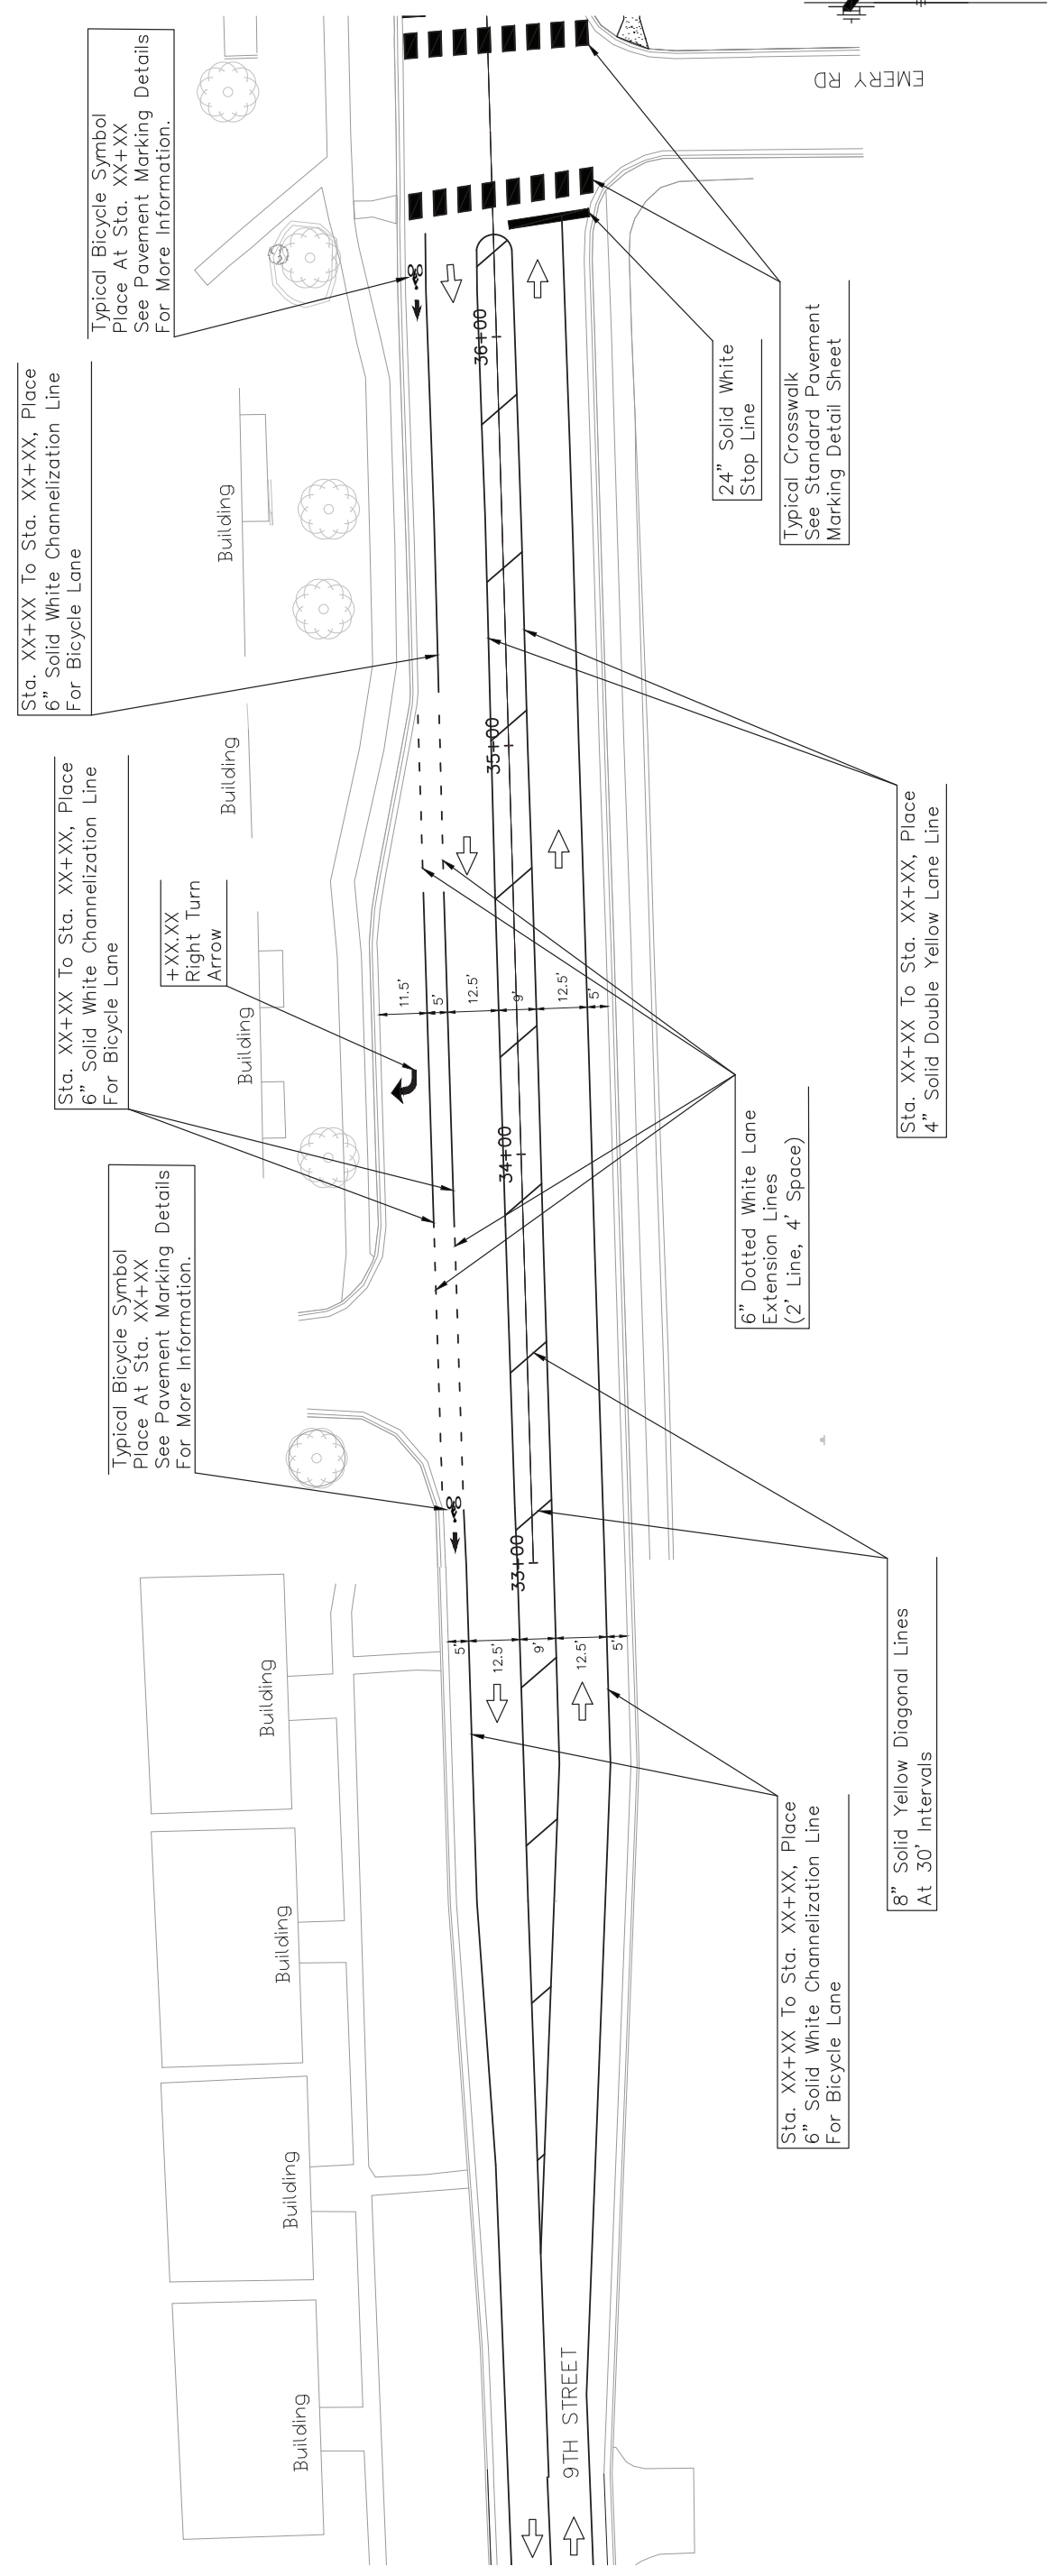 Typical Bicycle Symbol
Place At Sta. XX+XX
See Pavement Marking Details
For More Information.
EMERY RD
Sta. XX+XX To Sta. XX+XX, Place
6" Solid White Channelization Line
For Bicycle Lane
Building
36+00
24" Solid White
Stop Line
Typical Crosswalk
See Standard Pavement
Marking Detail Sheet
Sta. XX+XX To Sta. XX+XX, Place
6" Solid White Channelization Line
For Bicycle Lane
Building
35+00
+XX.XX
Right Turn
Arrow
Building
11.5'
5'
12.5'
9'
12.5'
5'
Sta. XX+XX To Sta. XX+XX, Place
4" Solid Double Yellow Lane Line
34+00
Typical Bicycle Symbol
Place At Sta. XX+XX
See Pavement Marking Details
For More Information.
6" Dotted White Lane
Extension Lines
(2' Line, 4' Space)
33+00
Building
5'
12.5'
9'
12.5'
5'
8" Solid Yellow Diagonal Lines
At 30' Intervals
Building
Sta. XX+XX To Sta. XX+XX, Place
6" Solid White Channelization Line
For Bicycle Lane
Building
Building
9TH STREET